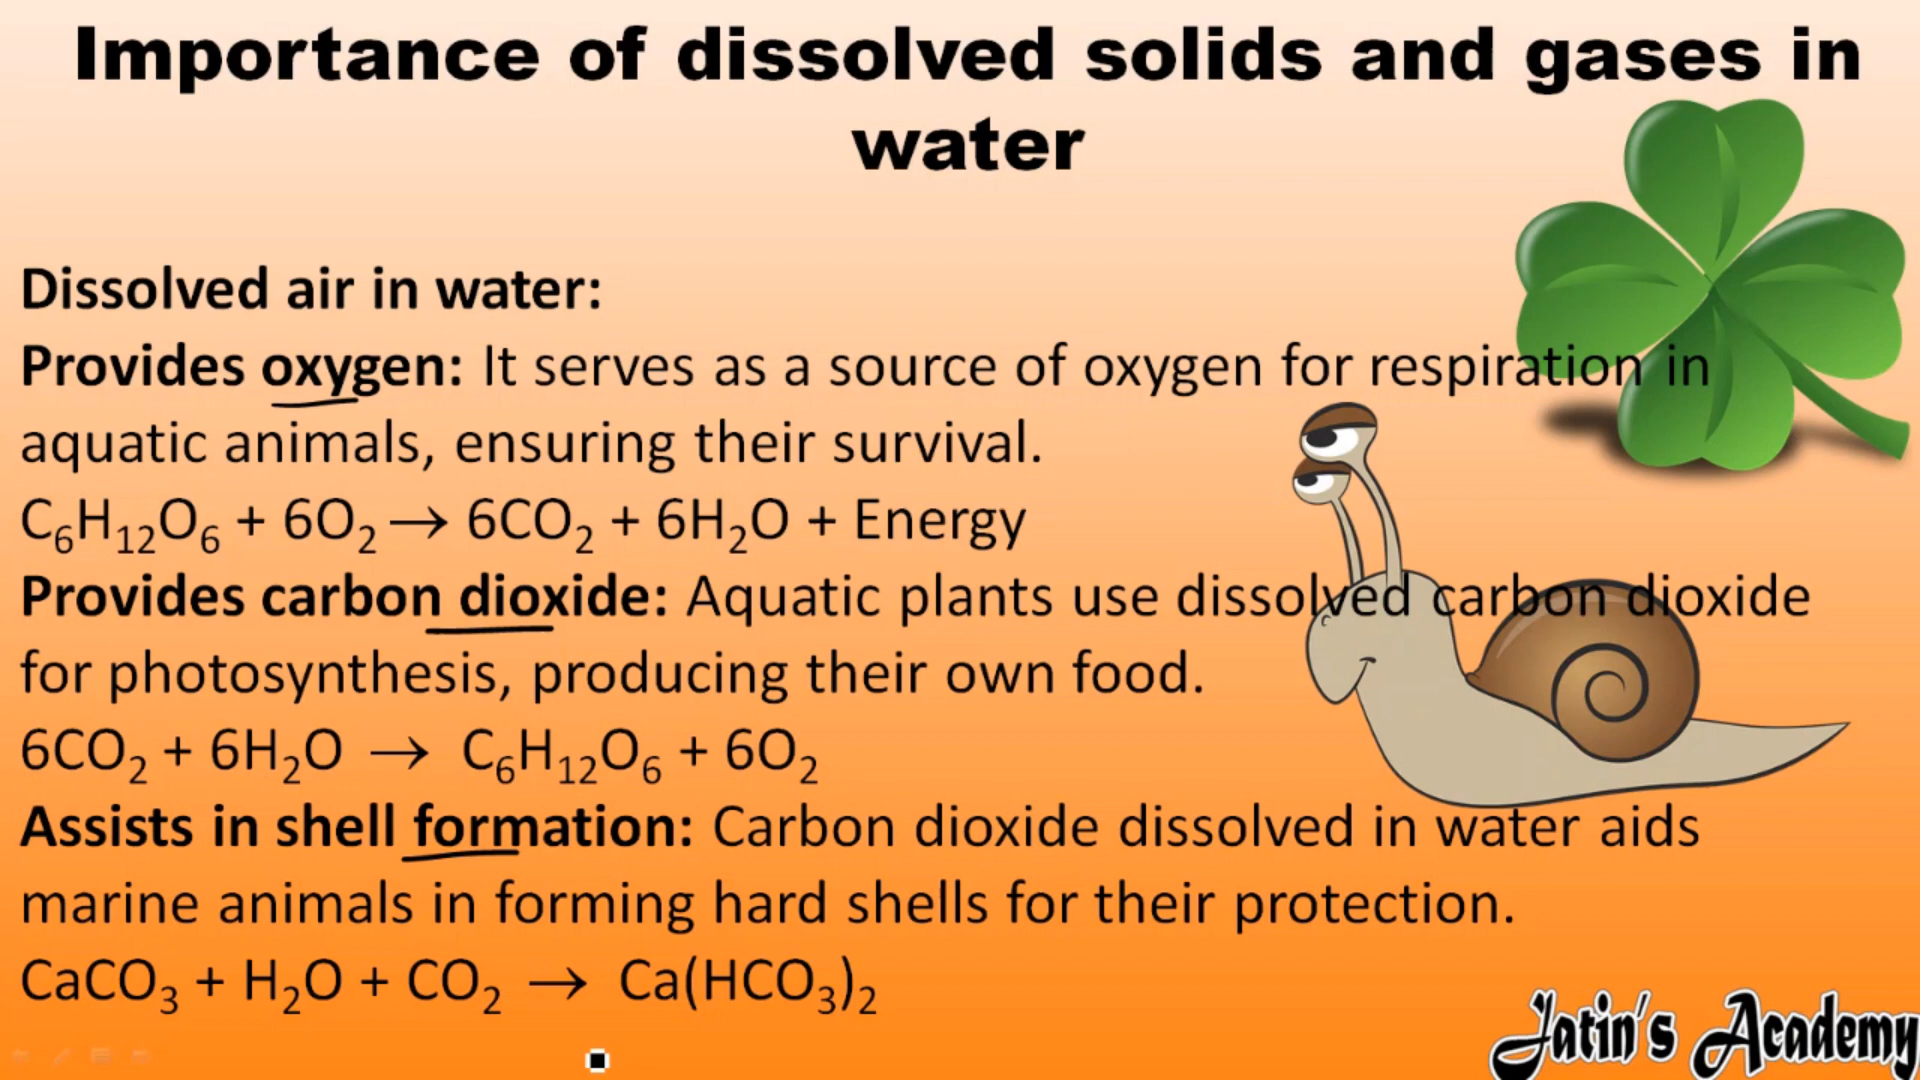 Importance of dissolved solids and gases in
water
Dissolved air in water:
Provides oxygen: It serves as a source of oxygen for respiration in
aquatic animals, ensuring their survival.
C₆H₁₂O₆ + 6O₂ → 6CO₂ + 6H₂O + Energy
Provides carbon dioxide: Aquatic plants use dissolved carbon dioxide
for photosynthesis, producing their own food.
6CO₂ + 6H₂O → C₆H₁₂O₆ + 6O₂
Assists in shell formation: Carbon dioxide dissolved in water aids
marine animals in forming hard shells for their protection.
CaCO₃ + H₂O + CO₂ → Ca(HCO₃)₂
Jatin's Academy